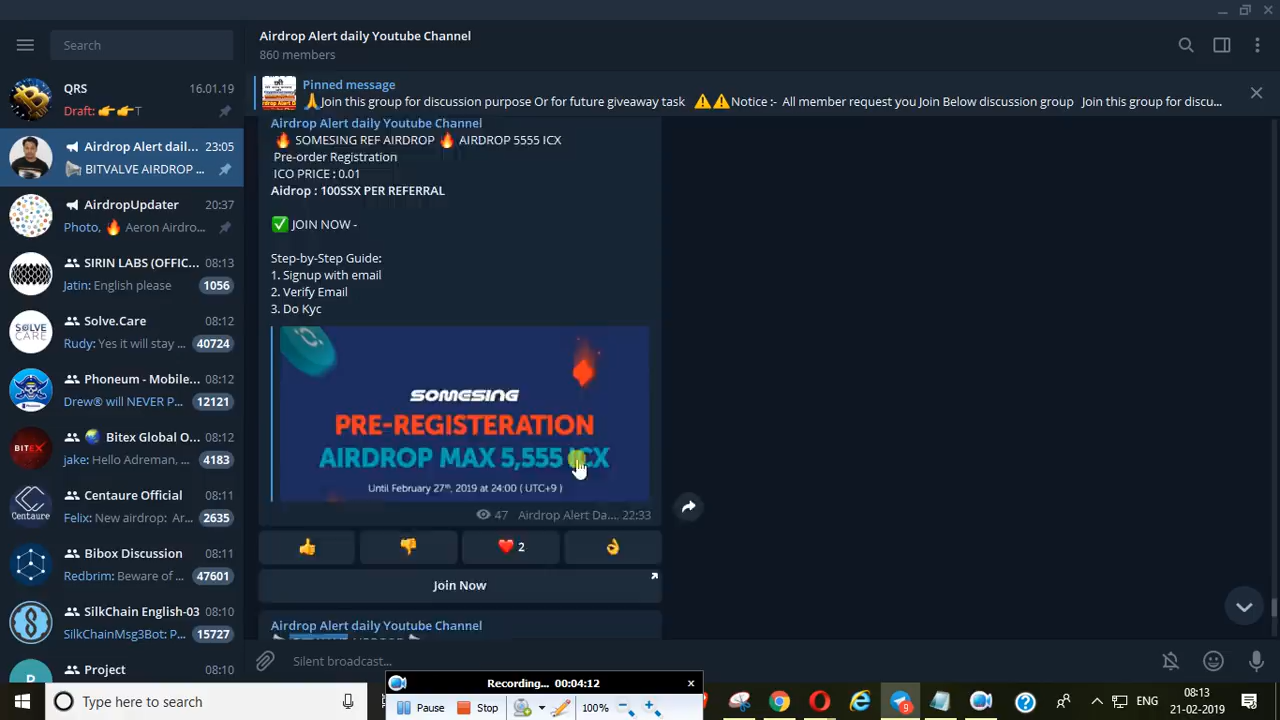 Search
QRS
16.01.19
Draft: 👉👉T
Airdrop Alert dail...
23:05
BITVALVE AIRDROP ...
AirdropUpdater
20:37
Photo, 🔥 Aeron Airdro...
SIRIN LABS (OFFIC...
08:13
Jatin: English please
1056
Solve.Care
08:12
Rudy: Yes it will stay ...
40724
SOLVE
CARE
Phoneum - Mobile...
08:12
Drew® will NEVER P...
12121
Bitex Global O...
08:12
jake: Hello Adreman, ...
4183
BITEX
Centaure Official
08:11
Felix: New airdrop: Ar...
2635
Centaure
Bibox Discussion
08:11
Redbrim: Beware of ...
47601
SilkChain English-03
08:10
SilkChainMsg3Bot: P...
15727
Project
08:10
Airdrop Alert daily Youtube Channel
860 members
Pinned message
🙏Join this group for discussion purpose Or for future giveaway task ⚠⚠Notice :- All member request you Join Below discussion group Join this group for discu...
Airdrop Alert daily Youtube Channel
🔥 SOMESING REF AIRDROP 🔥 AIRDROP 5555 ICX
Pre-order Registration
ICO PRICE : 0.01
Aidrop : 100SSX PER REFERRAL
✅ JOIN NOW -
Step-by-Step Guide:
1. Signup with email
2. Verify Email
3. Do Kyc
SOMESING
PRE-REGISTERATION
AIRDROP MAX 5,555 ICX
Until February 27th, 2019 at 24:00 ( UTC+9 )
47 Airdrop Alert Da.... 22:33
👍 👎 ❤ 2 👌
Join Now
Airdrop Alert daily Youtube Channel
Silent broadcast...
Recording... 00:04:12
Pause
Stop
100%
Type here to search
9
ENG
08:13
21-02-2019